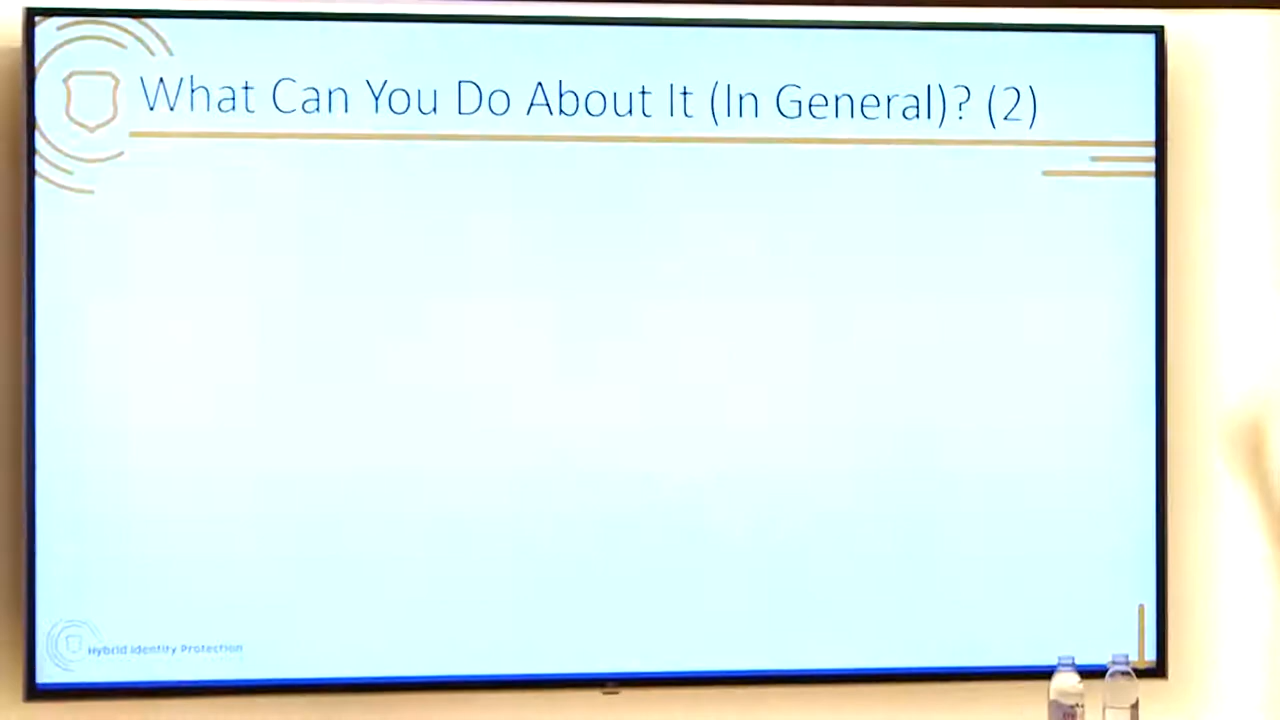 What Can You Do About It (In General)? (2)
Hybrid Identity Protection